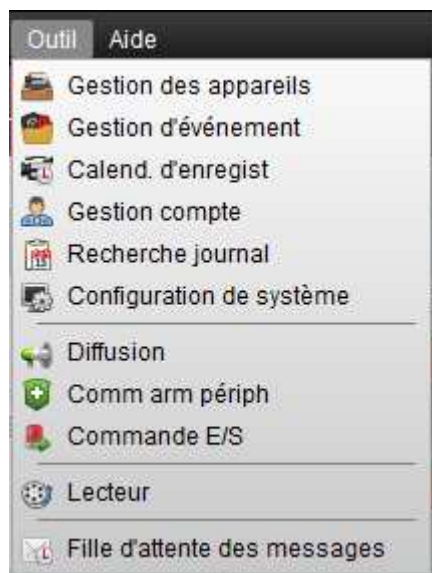 Outil Aide
Gestion des appareils
Gestion d'événement
Calend. d'enregist
Gestion compte
Recherche journal
Configuration de système
Diffusion
Comm arm périph
Commande E/S
Lecteur
Fille d'attente des messages